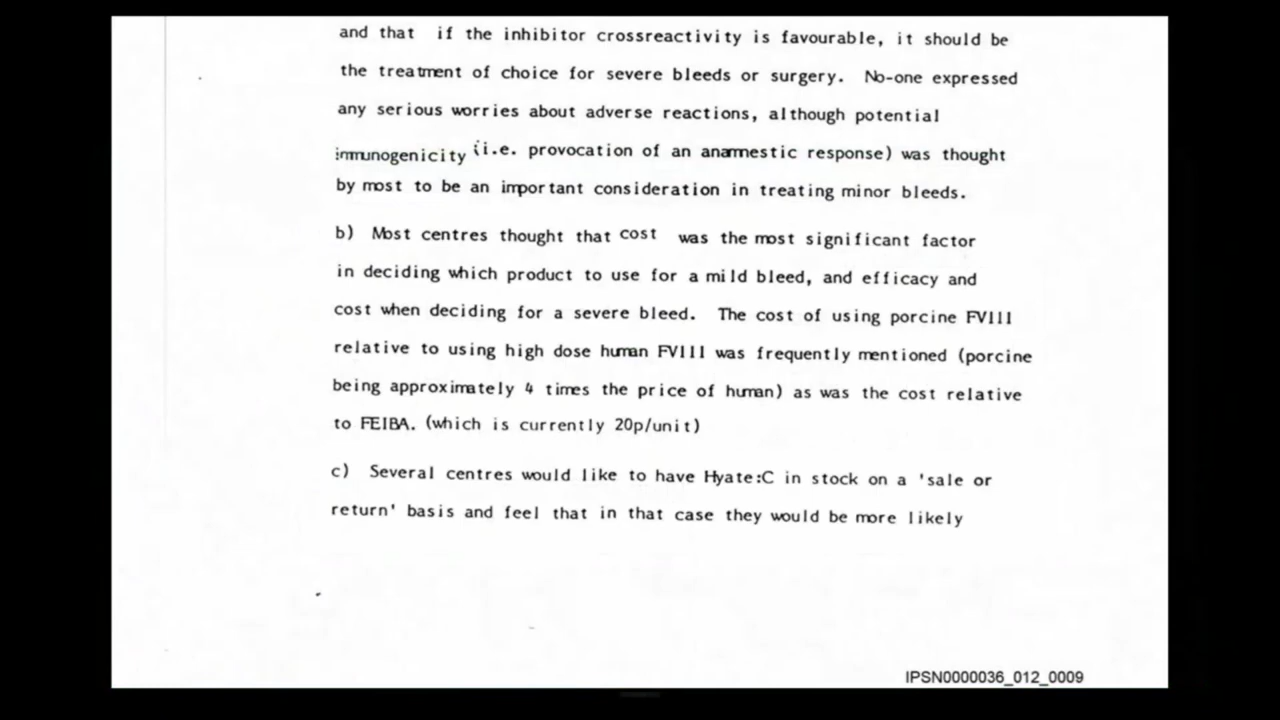 and that if the inhibitor crossreactivity is favourable, it should be
the treatment of choice for severe bleeds or surgery. No-one expressed
any serious worries about adverse reactions, although potential
immunogenicity (i.e. provocation of an anamnestic response) was thought
by most to be an important consideration in treating minor bleeds.
b) Most centres thought that cost was the most significant factor
in deciding which product to use for a mild bleed, and efficacy and
cost when deciding for a severe bleed. The cost of using porcine FVIII
relative to using high dose human FVIII was frequently mentioned (porcine
being approximately 4 times the price of human) as was the cost relative
to FEIBA. (which is currently 20p/unit)
c) Several centres would like to have Hyate:C in stock on a 'sale or
return' basis and feel that in that case they would be more likely
IPSN0000036_012_0009